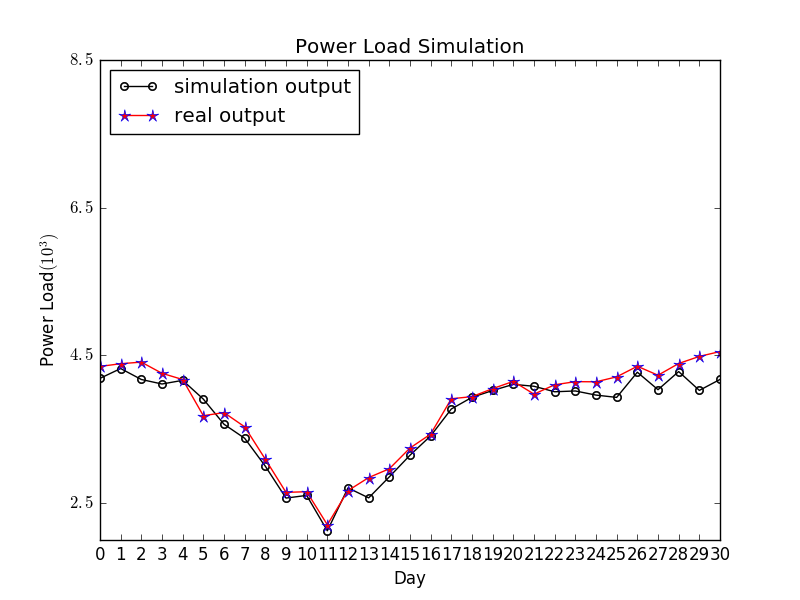 Power Load Simulation
simulation output
real output
8.5
6.5
4.5
2.5
Power Load(10³)
0 1 2 3 4 5 6 7 8 9 10 11 12 13 14 15 16 17 18 19 20 21 22 23 24 25 26 27 28 29 30
Day